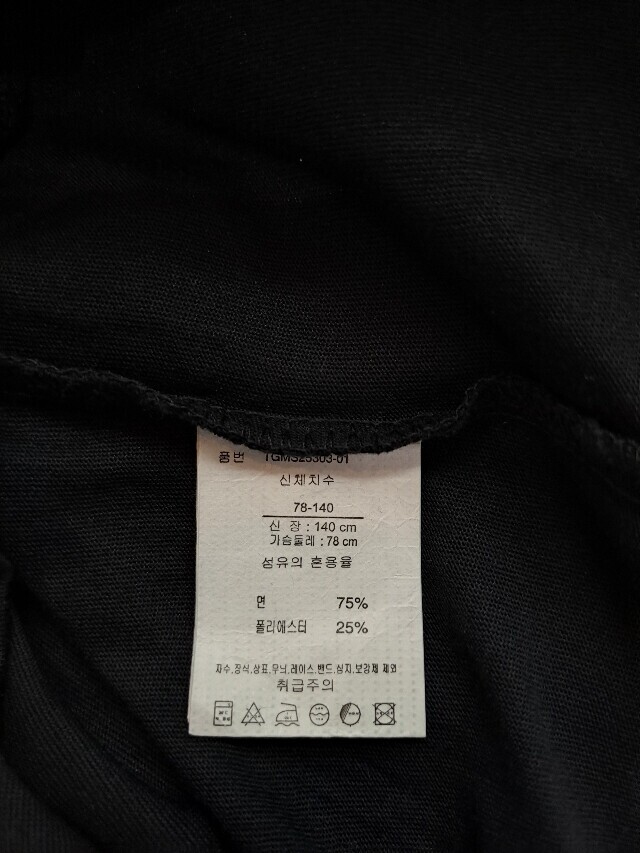 품번 TGMS23303-01
신체치수
78-140
신 장 : 140 cm
가슴둘레 : 78 cm
섬유의 혼용율
면 75%
폴리에스터 25%
자수,장식,상표,무늬,레이스,밴드,심지,보강제 제외
취급주의